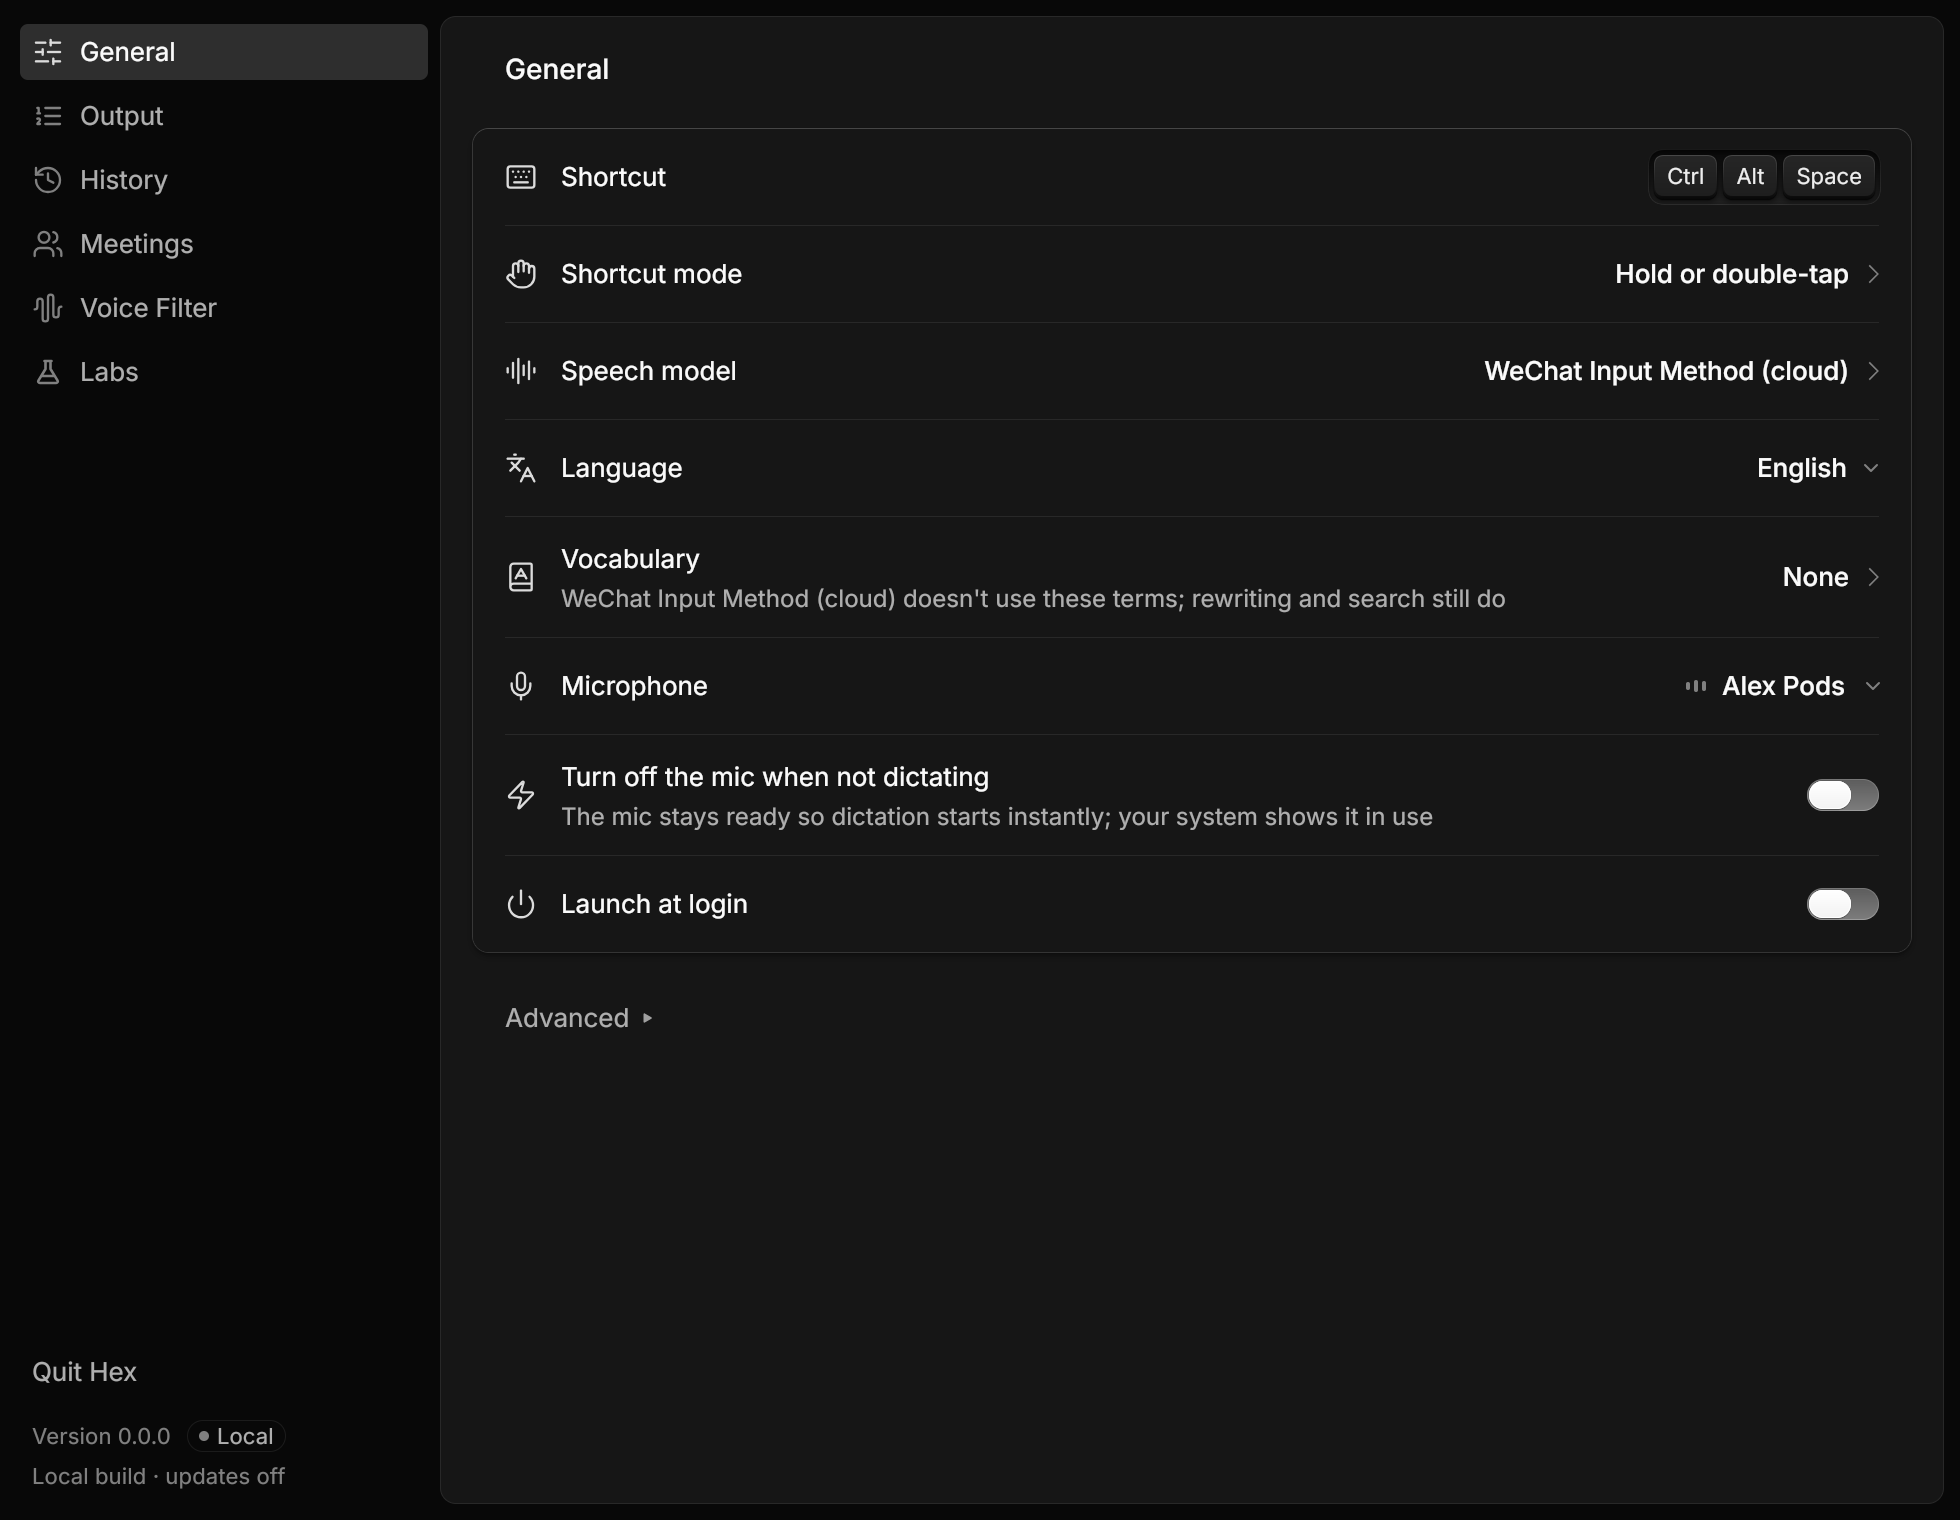 General
Output
History
Meetings
Voice Filter
Labs
Quit Hex
Version 0.0.0 Local
Local build · updates off
General
Shortcut Ctrl Alt Space
Shortcut mode Hold or double-tap
Speech model WeChat Input Method (cloud)
Language English
Vocabulary
WeChat Input Method (cloud) doesn't use these terms; rewriting and search still do
None
Microphone Alex Pods
Turn off the mic when not dictating
The mic stays ready so dictation starts instantly; your system shows it in use
Launch at login
Advanced